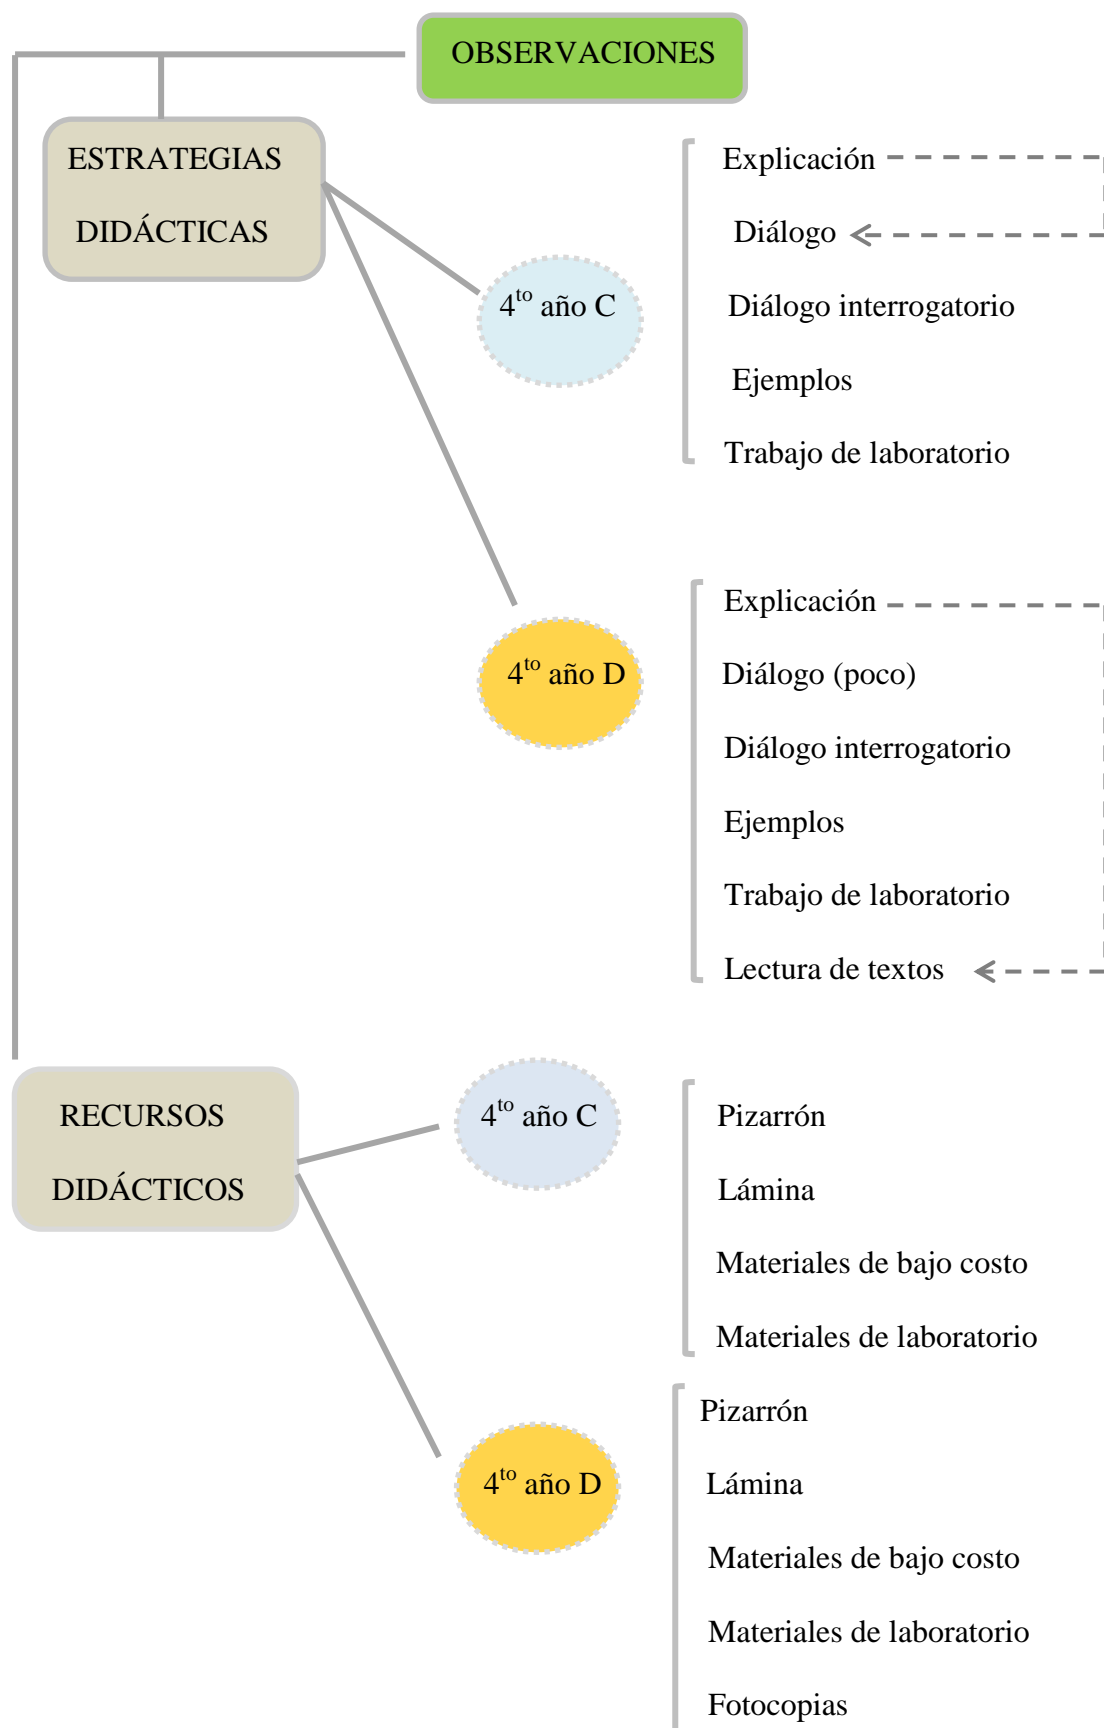 OBSERVACIONES
ESTRATEGIAS
DIDÁCTICAS
4to año C
Explicación
Diálogo
Diálogo interrogatorio
Ejemplos
Trabajo de laboratorio
4to año D
Explicación
Diálogo (poco)
Diálogo interrogatorio
Ejemplos
Trabajo de laboratorio
Lectura de textos
RECURSOS
DIDÁCTICOS
4to año C
Pizarrón
Lámina
Materiales de bajo costo
Materiales de laboratorio
4to año D
Pizarrón
Lámina
Materiales de bajo costo
Materiales de laboratorio
Fotocopias